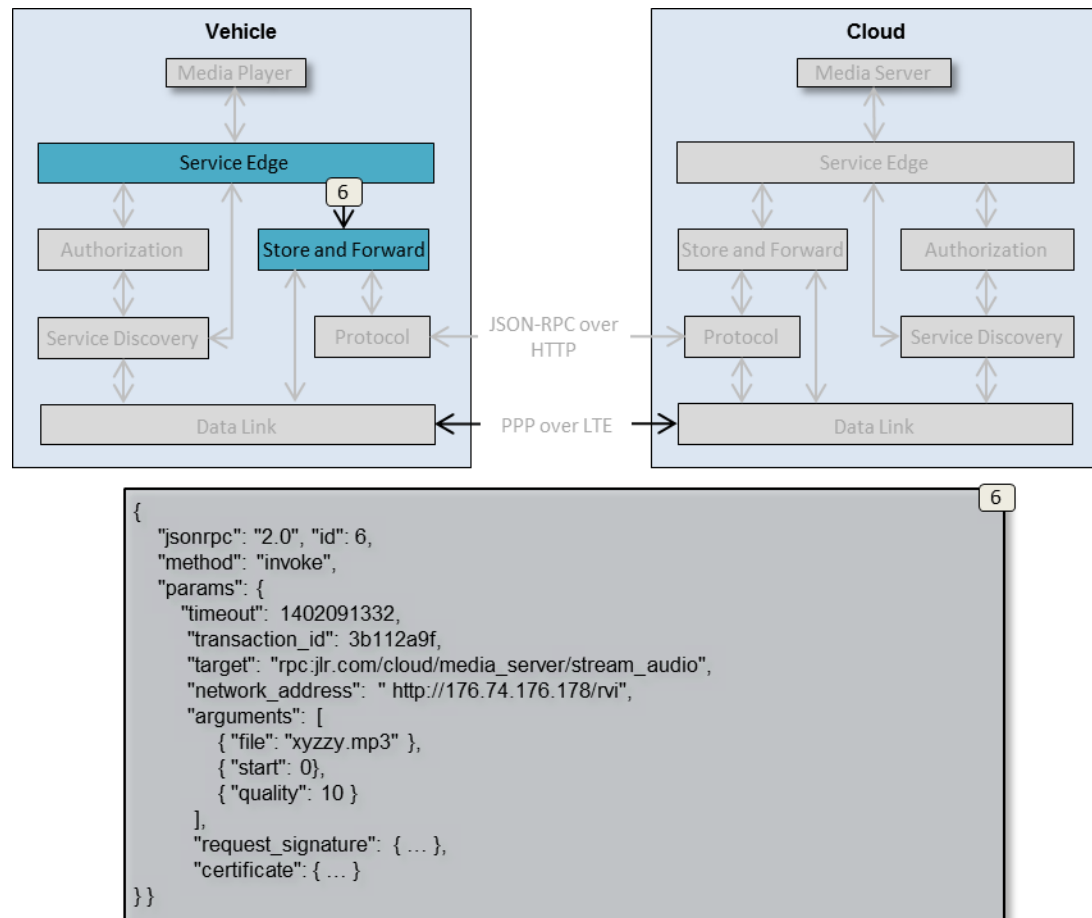 Vehicle
Media Player
Service Edge
6
Authorization
Store and Forward
Service Discovery
Protocol
Data Link
JSON-RPC over
HTTP
PPP over LTE
Cloud
Media Server
Service Edge
Store and Forward
Authorization
Protocol
Service Discovery
Data Link
6
{
"jsonrpc": "2.0", "id": 6,
"method": "invoke",
"params": {
"timeout": 1402091332,
"transaction_id": 3b112a9f,
"target": "rpc:jlr.com/cloud/media_server/stream_audio",
"network_address": " http://176.74.176.178/rvi",
"arguments": [
{ "file": "xyzzy.mp3" },
{ "start": 0},
{ "quality": 10 }
],
"request_signature": { … },
"certificate": { … }
} }